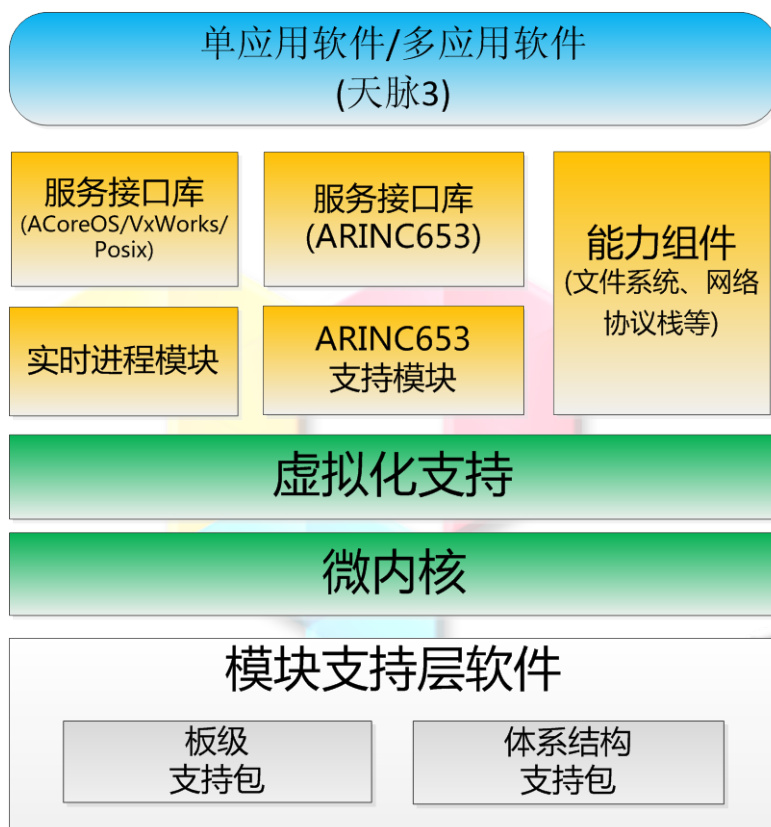 单应用软件/多应用软件
(天脉3)
服务接口库
(ACoreOS/VxWorks/
Posix)
服务接口库
(ARINC653)
能力组件
(文件系统、网络
协议栈等)
实时进程模块
ARINC653
支持模块
虚拟化支持
微内核
模块支持层软件
板级
支持包
体系结构
支持包